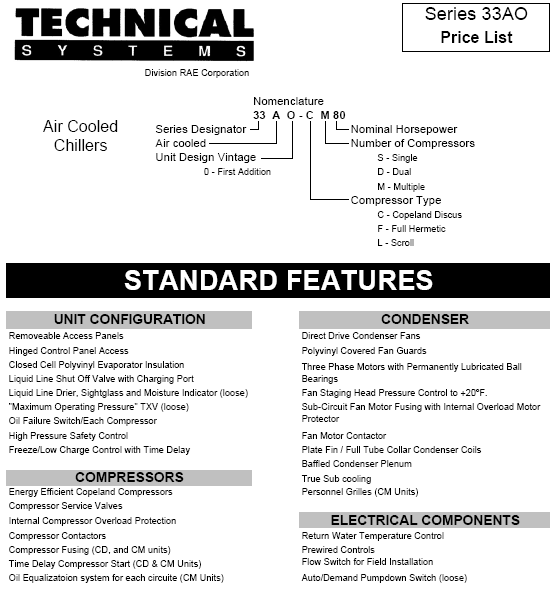 TECHNICAL
SYSTEMS
Division RAE Corporation
Series 33AO
Price List
Air Cooled
Chillers
Nomenclature
33 A O - C M 80
Series Designator
Air cooled
Unit Design Vintage
0 - First Addition
Nominal Horsepower
Number of Compressors
S - Single
D - Dual
M - Multiple
Compressor Type
C - Copeland Discus
F - Full Hermetic
L - Scroll
STANDARD FEATURES
UNIT CONFIGURATION
Removeable Access Panels
Hinged Control Panel Access
Closed Cell Polyvinyl Evaporator Insulation
Liquid Line Shut Off Valve with Charging Port
Liquid Line Drier, Sightglass and Moisture Indicator (loose)
"Maximum Operating Pressure" TXV (loose)
Oil Failure Switch/Each Compressor
High Pressure Safety Control
Freeze/Low Charge Control with Time Delay
COMPRESSORS
Energy Efficient Copeland Compressors
Compressor Service Valves
Internal Compressor Overload Protection
Compressor Contactors
Compressor Fusing (CD, and CM units)
Time Delay Compressor Start (CD & CM Units)
Oil Equalizatoion system for each circuite (CM Units)
CONDENSER
Direct Drive Condenser Fans
Polyvinyl Covered Fan Guards
Three Phase Motors with Permanently Lubricated Ball
Bearings
Fan Staging Head Pressure Control to +20°F.
Sub-Circuit Fan Motor Fusing with Internal Overload Motor
Protector
Fan Motor Contactor
Plate Fin / Full Tube Collar Condenser Coils
Baffled Condenser Plenum
True Sub cooling
Personnel Grilles (CM Units)
ELECTRICAL COMPONENTS
Return Water Temperature Control
Prewired Controls
Flow Switch for Field Installation
Auto/Demand Pumpdown Switch (loose)